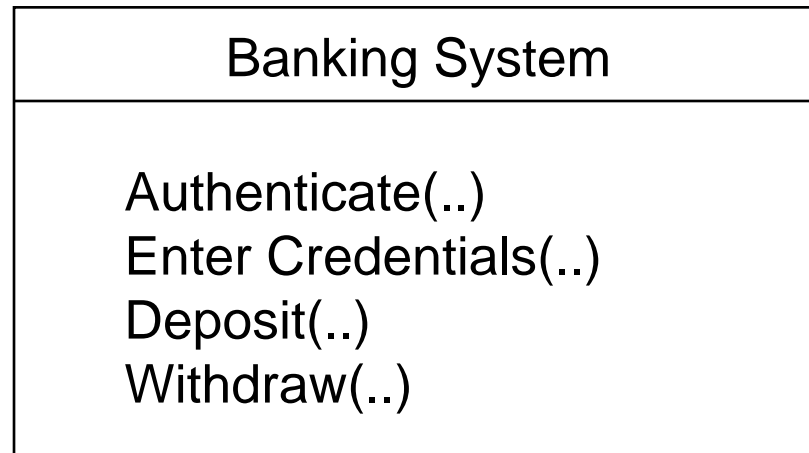 Banking System
Authenticate(..)
Enter Credentials(..)
Deposit(..)
Withdraw(..)